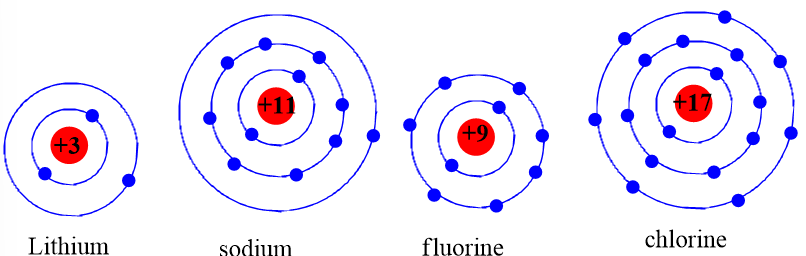 +3
+11
+9
+17
Lithium
sodium
fluorine
chlorine